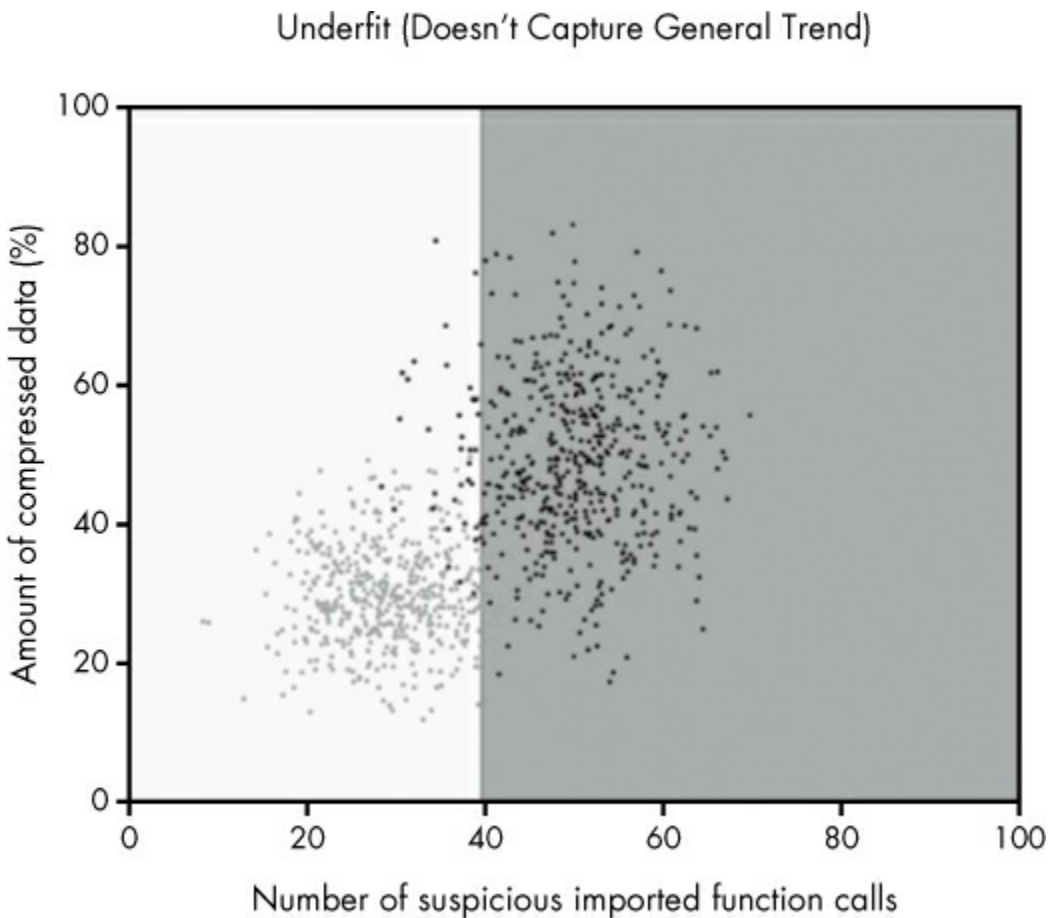 Underfit (Doesn't Capture General Trend)
100
80
60
40
20
0
Amount of compressed data (%)
0 20 40 60 80 100
Number of suspicious imported function calls